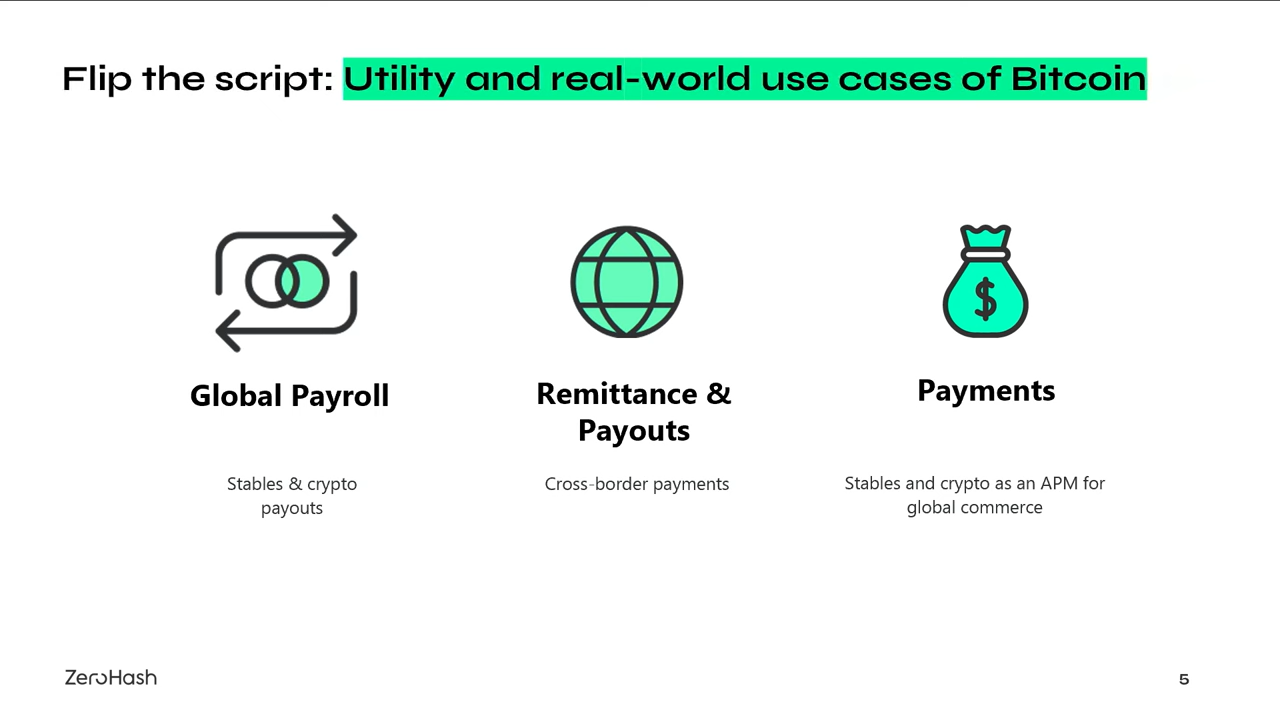 Flip the script: Utility and real-world use cases of Bitcoin
$
Global Payroll
Remittance &
Payouts
Payments
Stables & crypto
payouts
Cross-border payments
Stables and crypto as an APM for
global commerce
ZeroHash
5